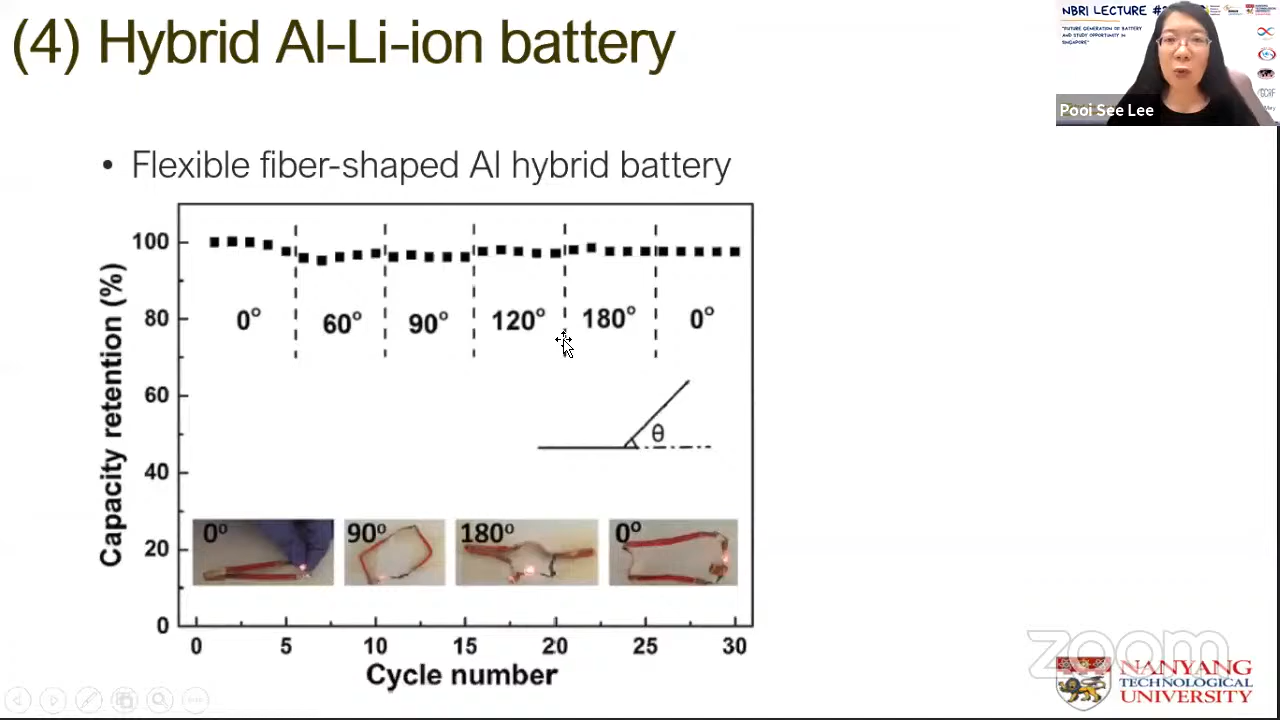 (4) Hybrid Al-Li-ion battery
NBRI LECTURE #
"FUTURE GENERATION OF BATTERY
AND STUDY OPPORTUNITY IN
SINGAPORE"
Pooi See Lee
• Flexible fiber-shaped Al hybrid battery
Capacity retention (%)
100
80
60
40
20
0
0° 60° 90° 120° 180° 0°
θ
0° 90° 180° 0°
0 5 10 15 20 25 30
Cycle number
zoom
NANYANG
TECHNOLOGICAL
UNIVERSITY